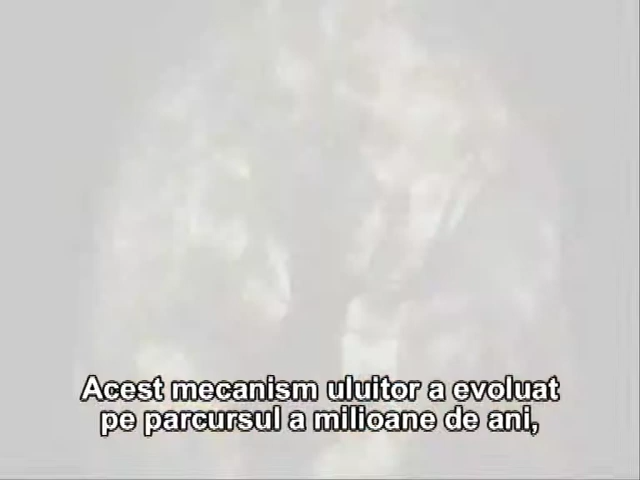 Acest mecanism uluitor a evoluat
pe parcursul a milioane de ani,